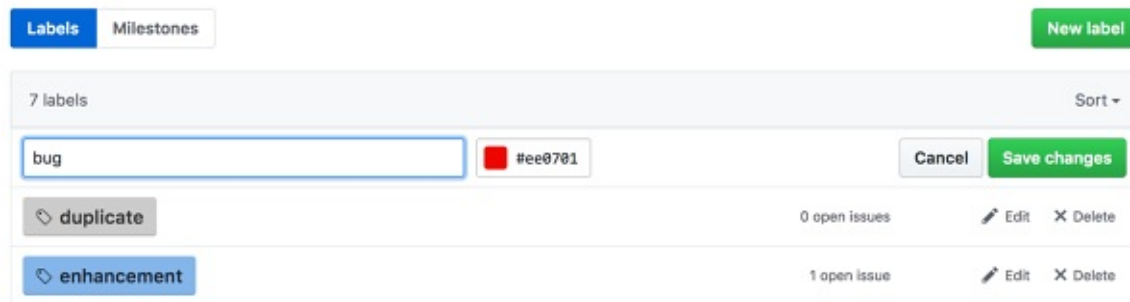 Labels Milestones New label
7 labels Sort
bug #ee0701 Cancel Save changes
duplicate 0 open issues Edit Delete
enhancement 1 open issue Edit Delete